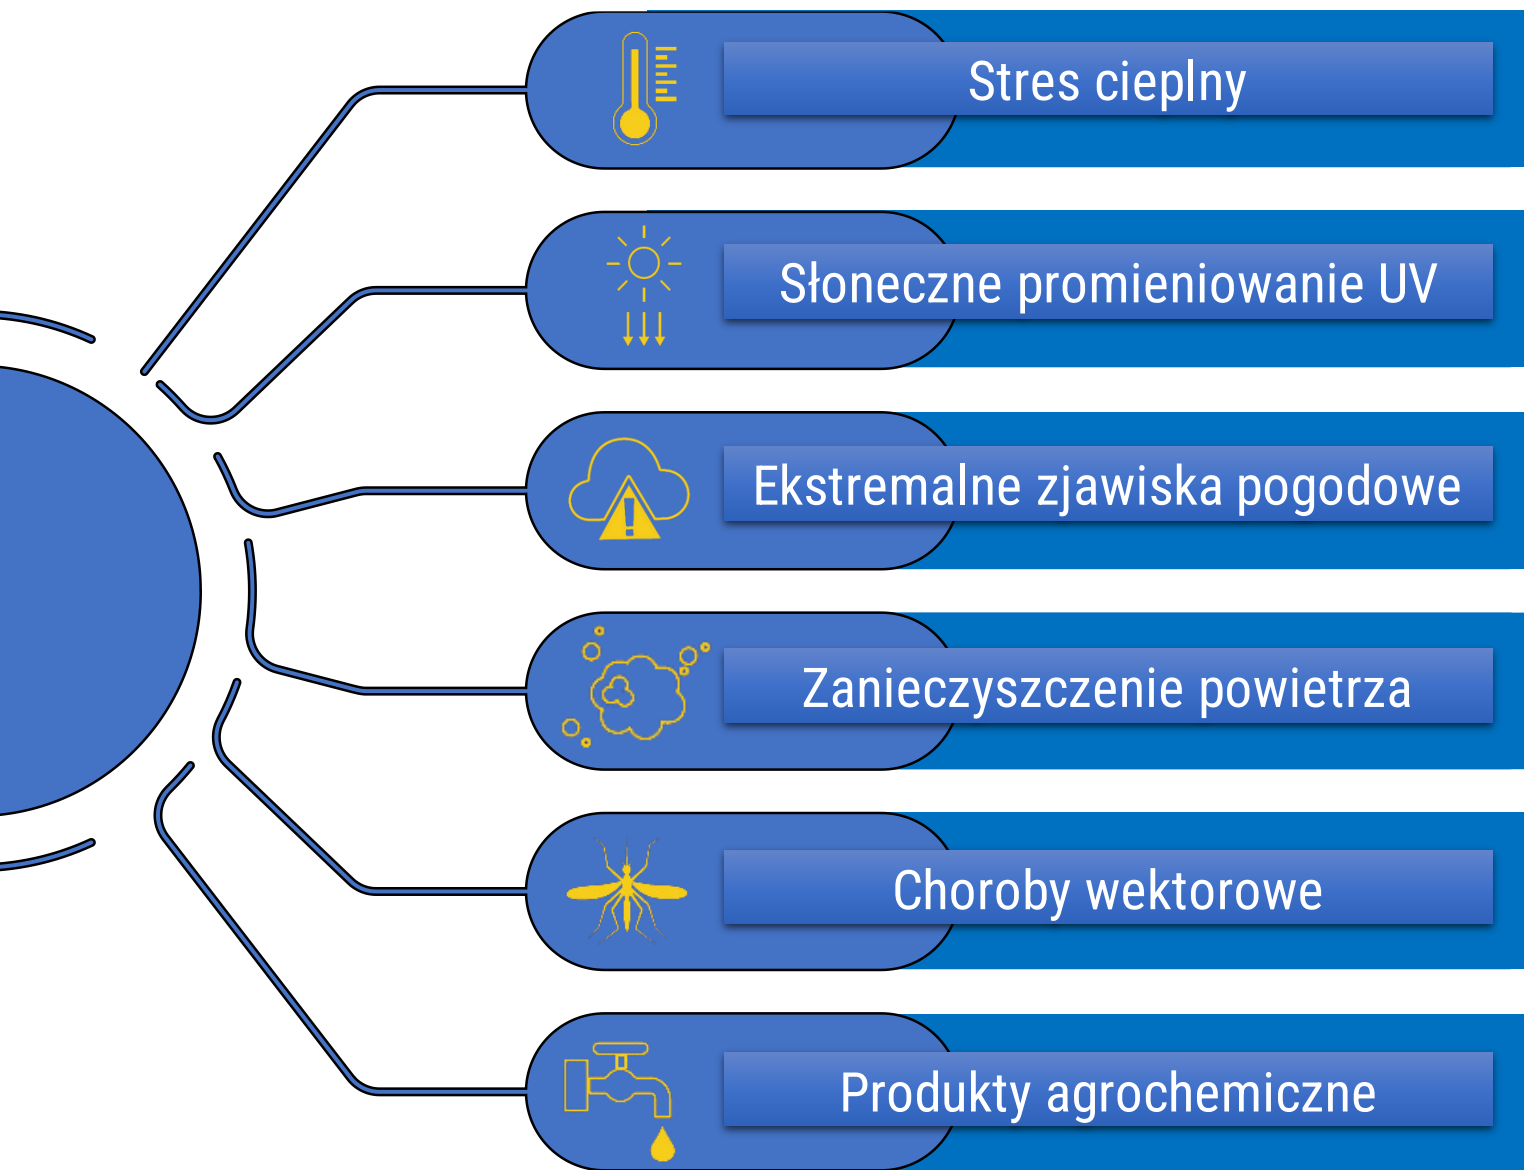 Stres cieplny
Słoneczne promieniowanie UV
Ekstremalne zjawiska pogodowe
Zanieczyszczenie powietrza
Choroby wektorowe
Produkty agrochemiczne